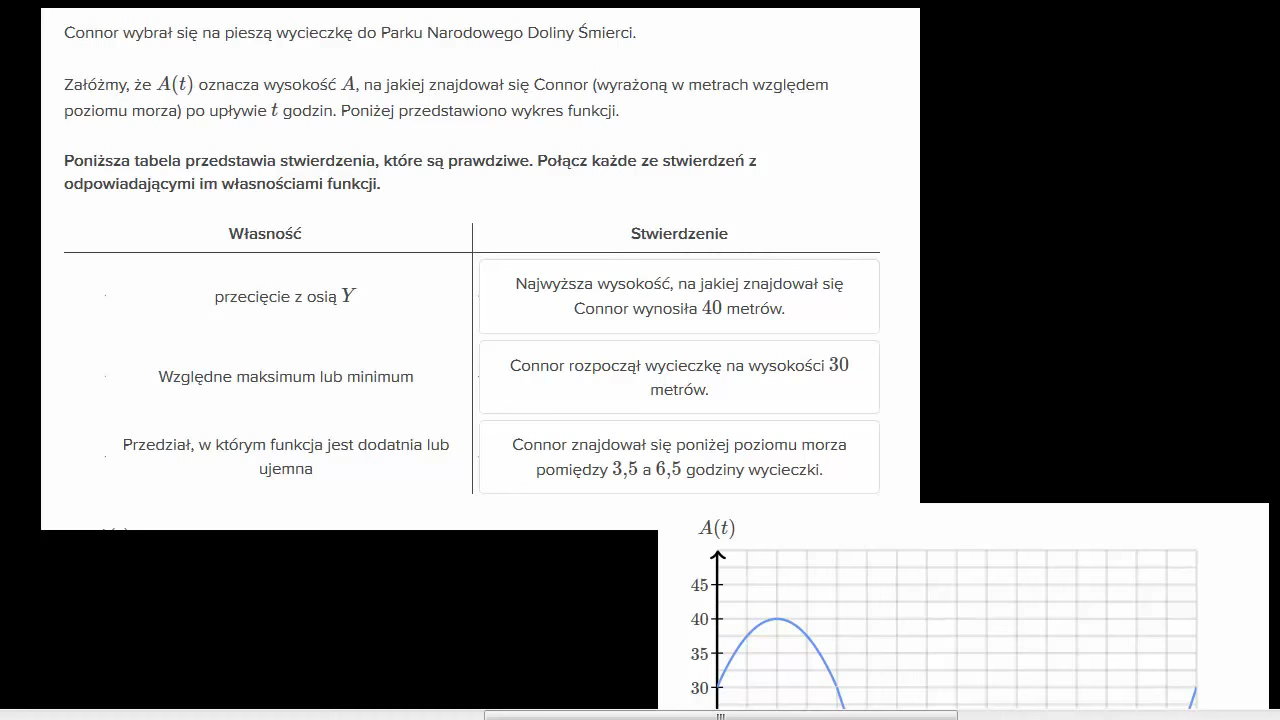 Connor wybrał się na pieszą wycieczkę do Parku Narodowego Doliny Śmierci.
Załóżmy, że A(t) oznacza wysokość A, na jakiej znajdował się Connor (wyrażoną w metrach względem
poziomu morza) po upływie t godzin. Poniżej przedstawiono wykres funkcji.
Poniższa tabela przedstawia stwierdzenia, które są prawdziwe. Połącz każde ze stwierdzeń z
odpowiadającymi im własnościami funkcji.
Własność
Stwierdzenie
przecięcie z osią Y
Najwyższa wysokość, na jakiej znajdował się
Connor wynosiła 40 metrów.
Względne maksimum lub minimum
Connor rozpoczął wycieczkę na wysokości 30
metrów.
Przedział, w którym funkcja jest dodatnia lub
ujemna
Connor znajdował się poniżej poziomu morza
pomiędzy 3,5 a 6,5 godziny wycieczki.
A(t)
45
40
35
30